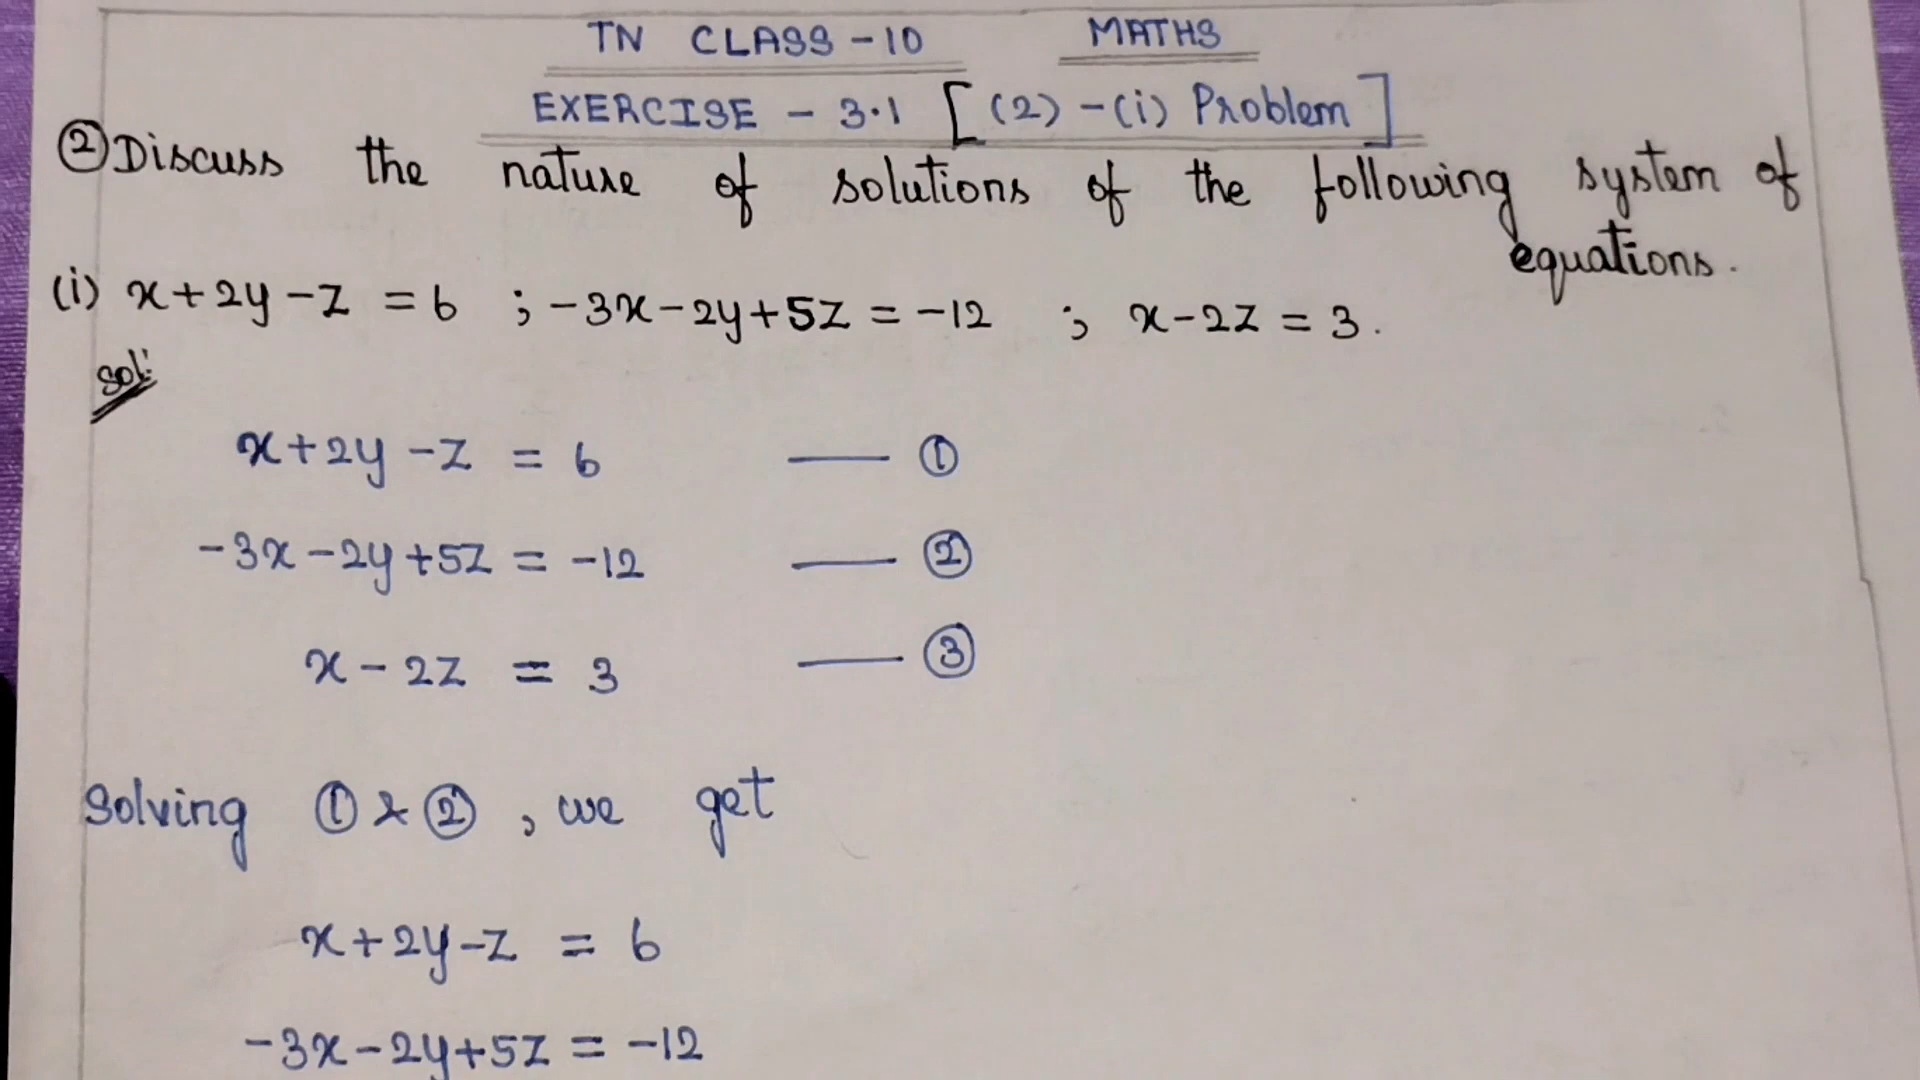 TN CLASS - 10 MATHS
EXERCISE - 3.1 [(2) - (i) Problem]
② Discuss the nature of solutions of the following system of
equations.
(i) x+2y-z = 6 ; -3x-2y+5z = -12 ; x-2z = 3.
Sol:
x+2y-z = 6 —— ①
-3x-2y+5z = -12 —— ②
x-2z = 3 —— ③
Solving ① & ②, we get
x+2y-z = 6
-3x-2y+5z = -12